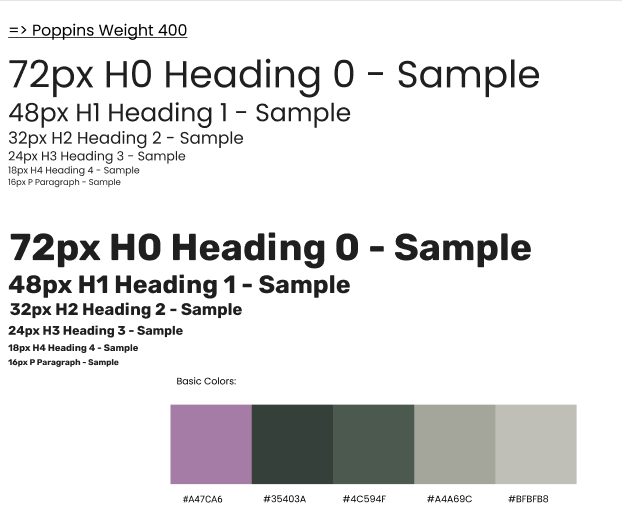 => Poppins Weight 400
72px H0 Heading 0 - Sample
48px H1 Heading 1 - Sample
32px H2 Heading 2 - Sample
24px H3 Heading 3 - Sample
18px H4 Heading 4 - Sample
16px P Paragraph - Sample
72px H0 Heading 0 - Sample
48px H1 Heading 1 - Sample
32px H2 Heading 2 - Sample
24px H3 Heading 3 - Sample
18px H4 Heading 4 - Sample
16px P Paragraph - Sample
Basic Colors:
#A47CA6 #35403A #4C594F #A4A69C #BFBFB8